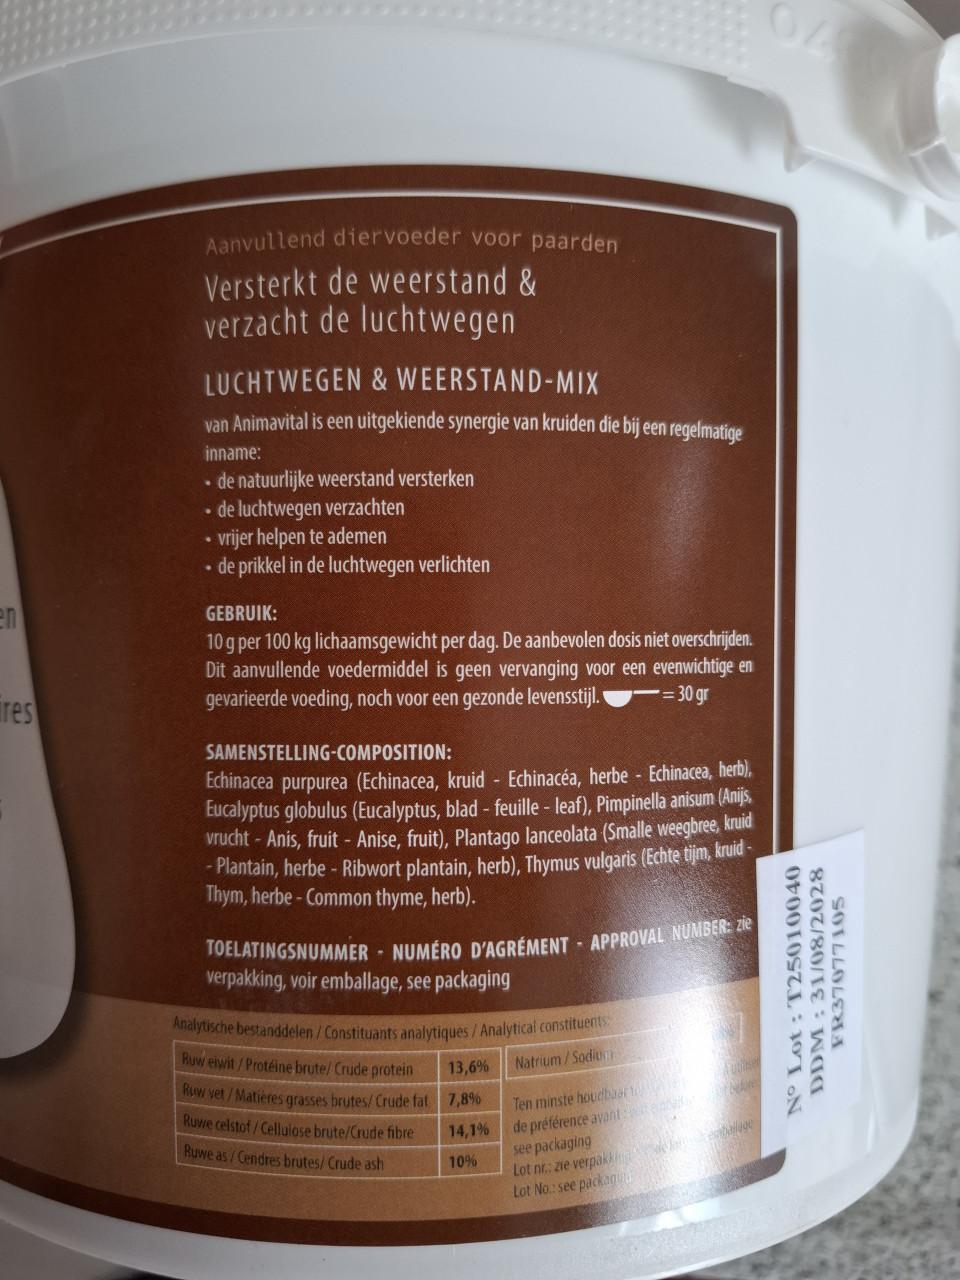 Aanvullend diervoeder voor paarden
Versterkt de weerstand &
verzacht de luchtwegen
LUCHTWEGEN & WEERSTAND-MIX
van Animavital is een uitgekiende synergie van kruiden die bij een regelmatige
inname:
• de natuurlijke weerstand versterken
• de luchtwegen verzachten
• vrijer helpen te ademen
• de prikkel in de luchtwegen verlichten
GEBRUIK:
10 g per 100 kg lichaamsgewicht per dag. De aanbevolen dosis niet overschrijden.
Dit aanvullende voedermiddel is geen vervanging voor een evenwichtige en
gevarieerde voeding, noch voor een gezonde levensstijl. = 30 gr
SAMENSTELLING-COMPOSITION:
Echinacea purpurea (Echinacea, kruid - Echinacéa, herbe - Echinacea, herb),
Eucalyptus globulus (Eucalyptus, blad - feuille - leaf), Pimpinella anisum (Anijs,
vrucht - Anis, fruit - Anise, fruit), Plantago lanceolata (Smalle weegbree, kruid
- Plantain, herbe - Ribwort plantain, herb), Thymus vulgaris (Echte tijm, kruid -
Thym, herbe - Common thyme, herb).
TOELATINGSNUMMER - NUMÉRO D'AGRÉMENT - APPROVAL NUMBER: zie
verpakking, voir emballage, see packaging
Analytische bestanddelen / Constituants analytiques / Analytical constituents:
Ruw eiwit / Protéine brute/ Crude protein 13,6%
Ruw vet / Matières grasses brutes/ Crude fat 7,8%
Ruwe celstof / Cellulose brute/Crude fibre 14,1%
Ruwe as / Cendres brutes/ Crude ash 10%
Natrium / Sodium
Ten minste houdbaar
de préférence avant :
see packaging
Lot nr.: zie verpakking
Lot No.: see packaging
N° Lot : T25010040
DDM : 31/08/2028
FR37077105